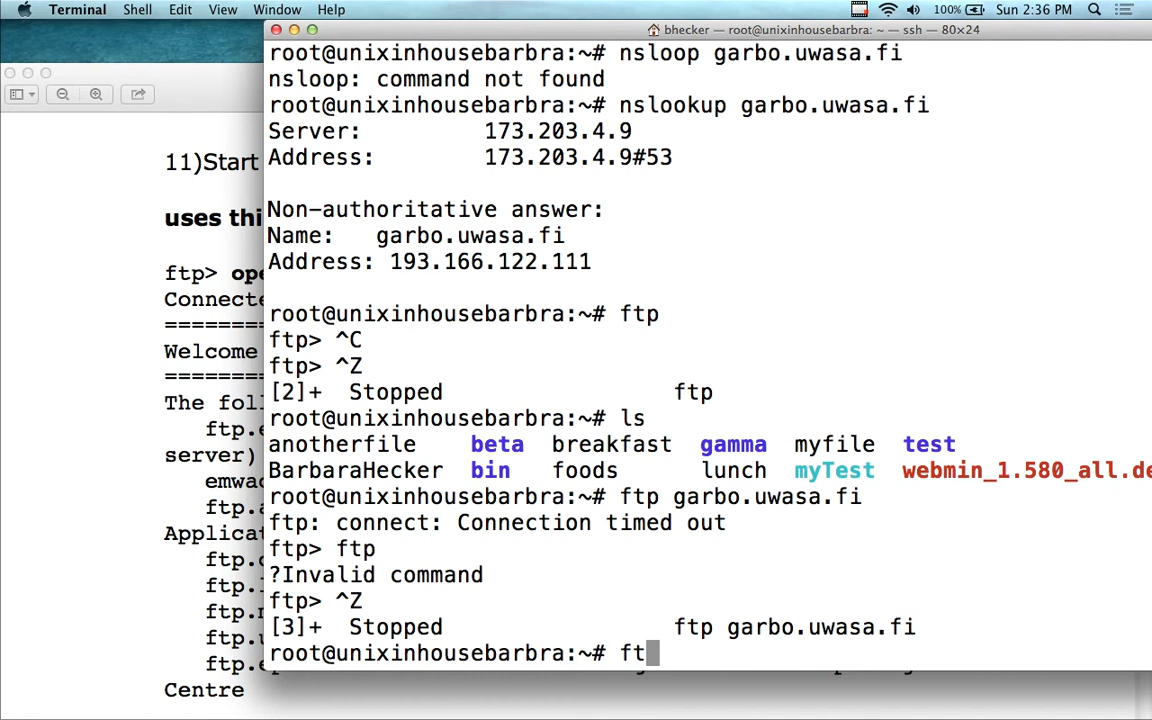 Terminal Shell Edit View Window Help 100% Sun 2:36 PM
bhecker — root@unixinhousebarbra: ~ — ssh — 80×24
root@unixinhousebarbra:~# nsloop garbo.uwasa.fi
nsloop: command not found
root@unixinhousebarbra:~# nslookup garbo.uwasa.fi
Server: 173.203.4.9
Address: 173.203.4.9#53
Non-authoritative answer:
Name: garbo.uwasa.fi
Address: 193.166.122.111
root@unixinhousebarbra:~# ftp
ftp> ^C
ftp> ^Z
[2]+ Stopped ftp
root@unixinhousebarbra:~# ls
anotherfile beta breakfast gamma myfile test
BarbaraHecker bin foods lunch myTest webmin_1.580_all.de
root@unixinhousebarbra:~# ftp garbo.uwasa.fi
ftp: connect: Connection timed out
ftp> ftp
?Invalid command
ftp> ^Z
[3]+ Stopped ftp garbo.uwasa.fi
root@unixinhousebarbra:~# ft
11)Start
uses thi
ftp> ope
Connecte
========
Welcome
========
The foll
ftp.e
server)
emwac
ftp.a
Applicat
ftp.c
ftp.
ftp.
ftp.
ftp.
Centre